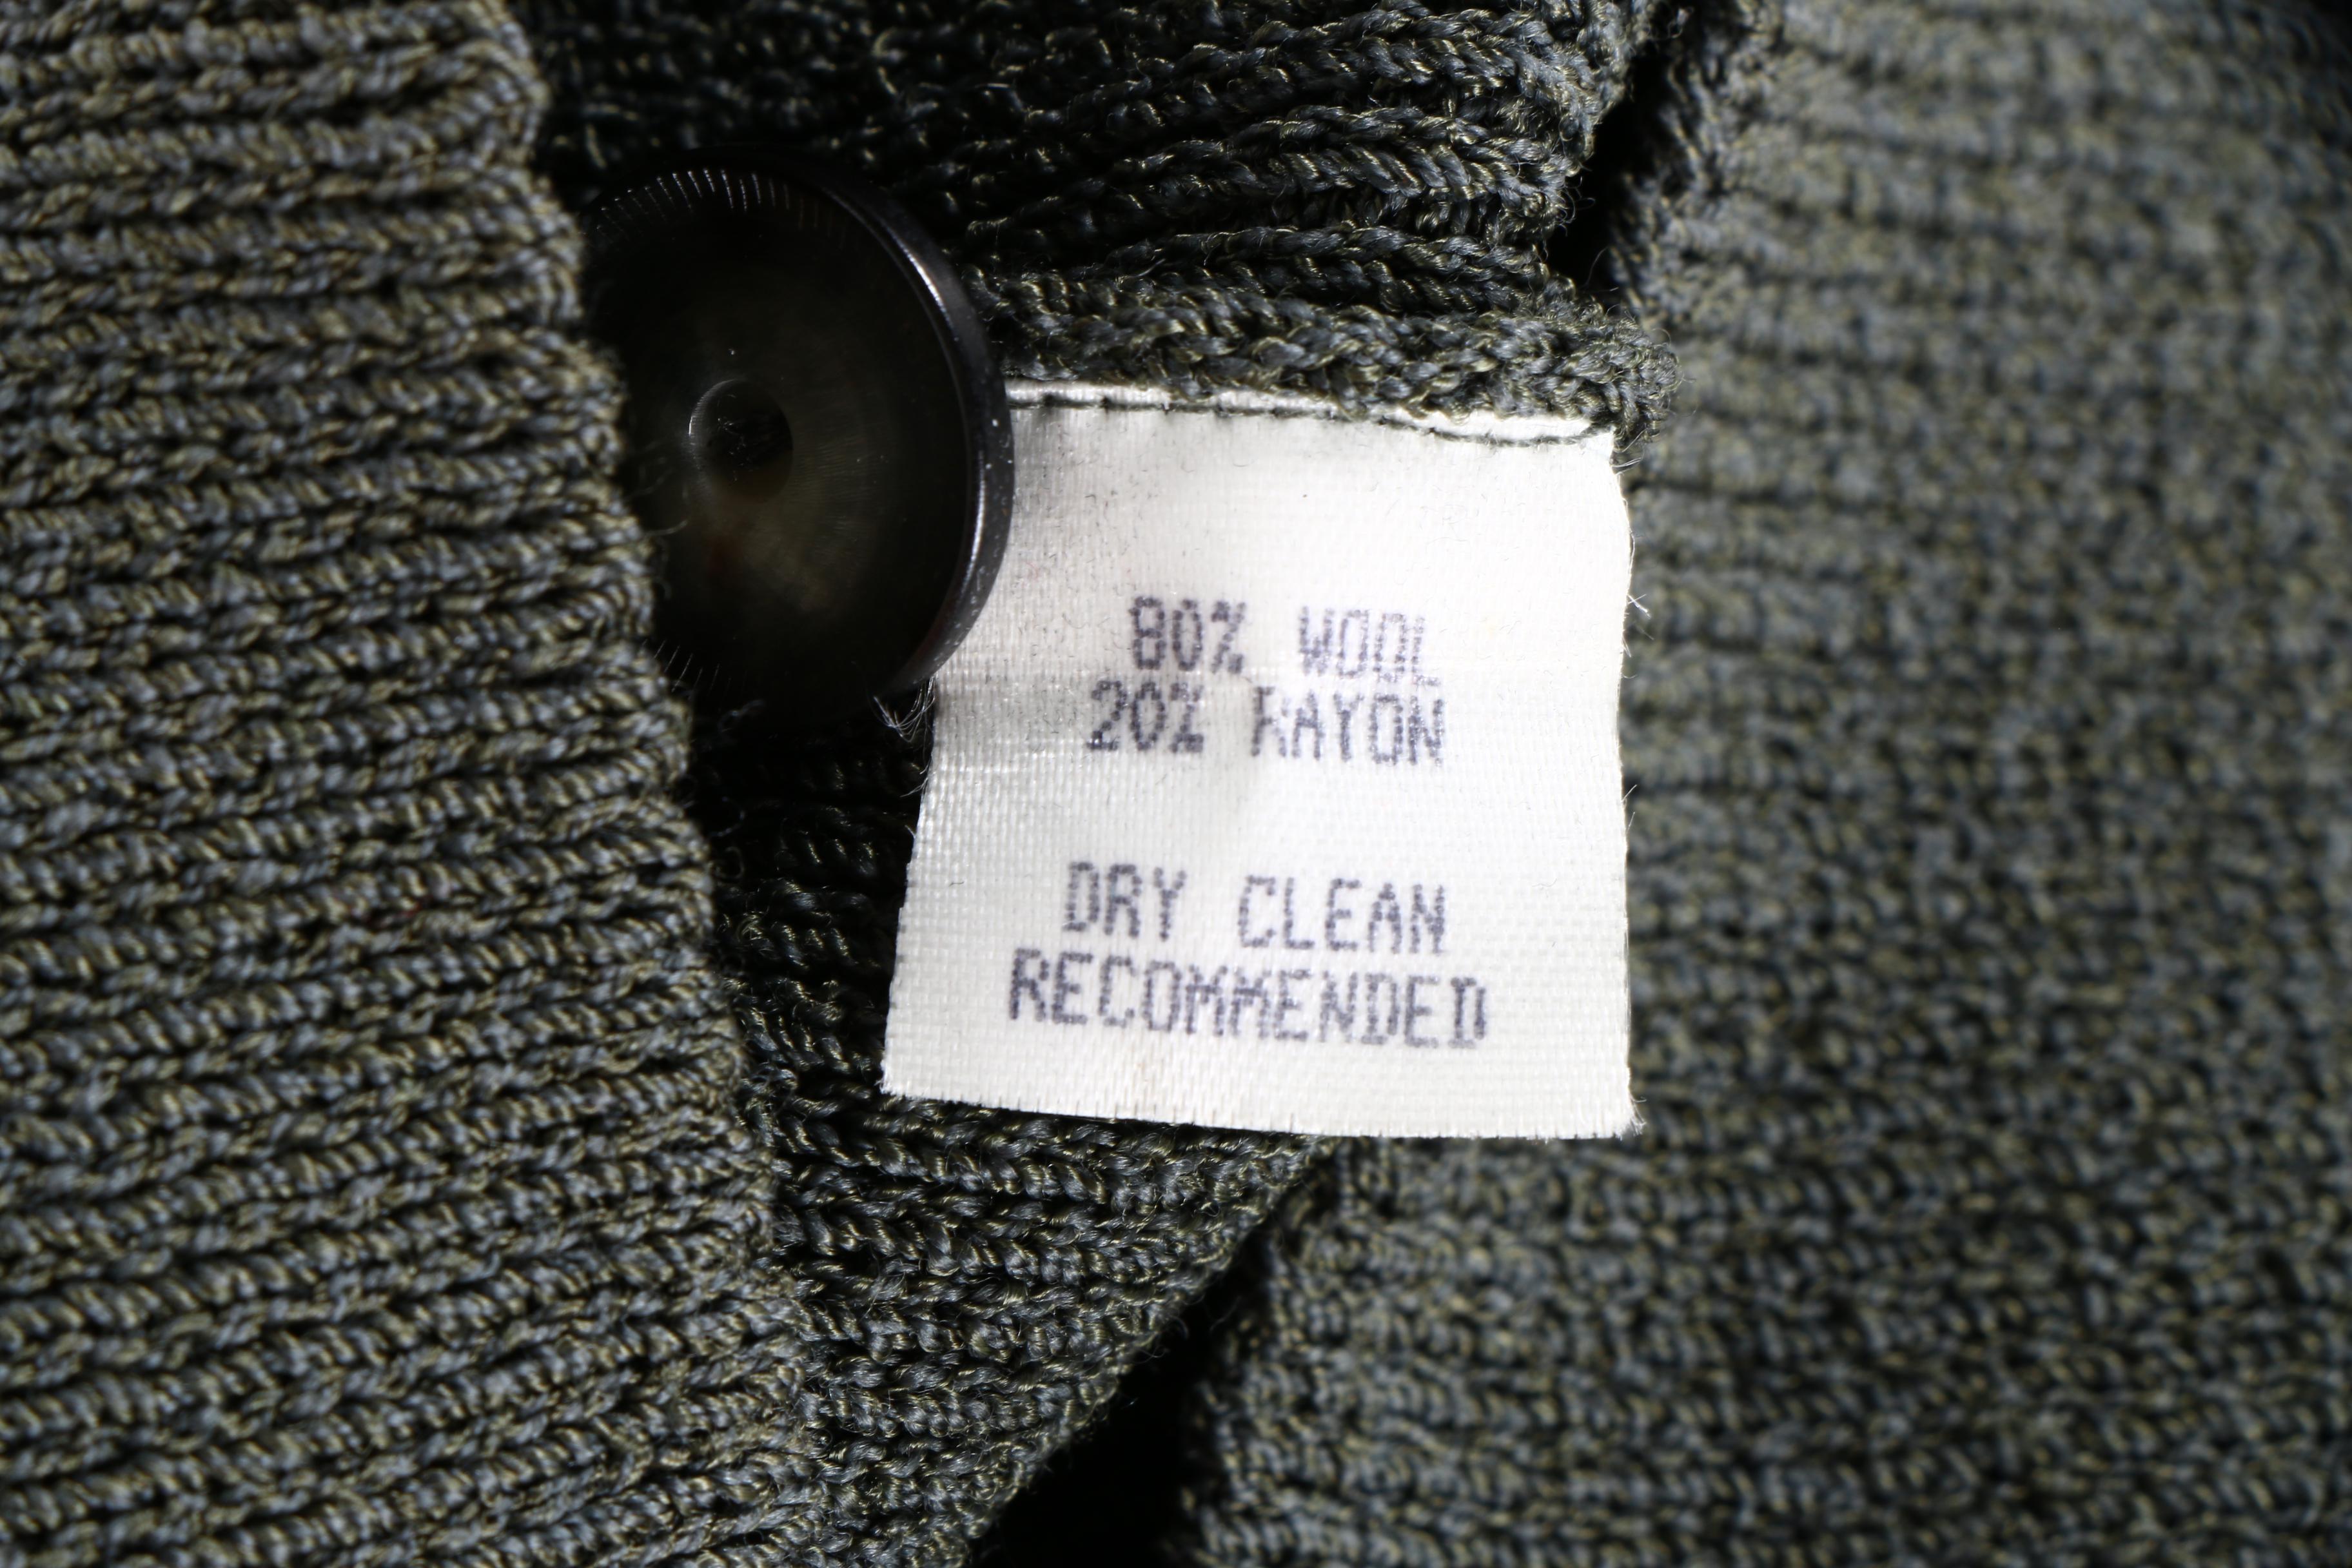 80% WOOL
20% RAYON
DRY CLEAN
RECOMMENDED